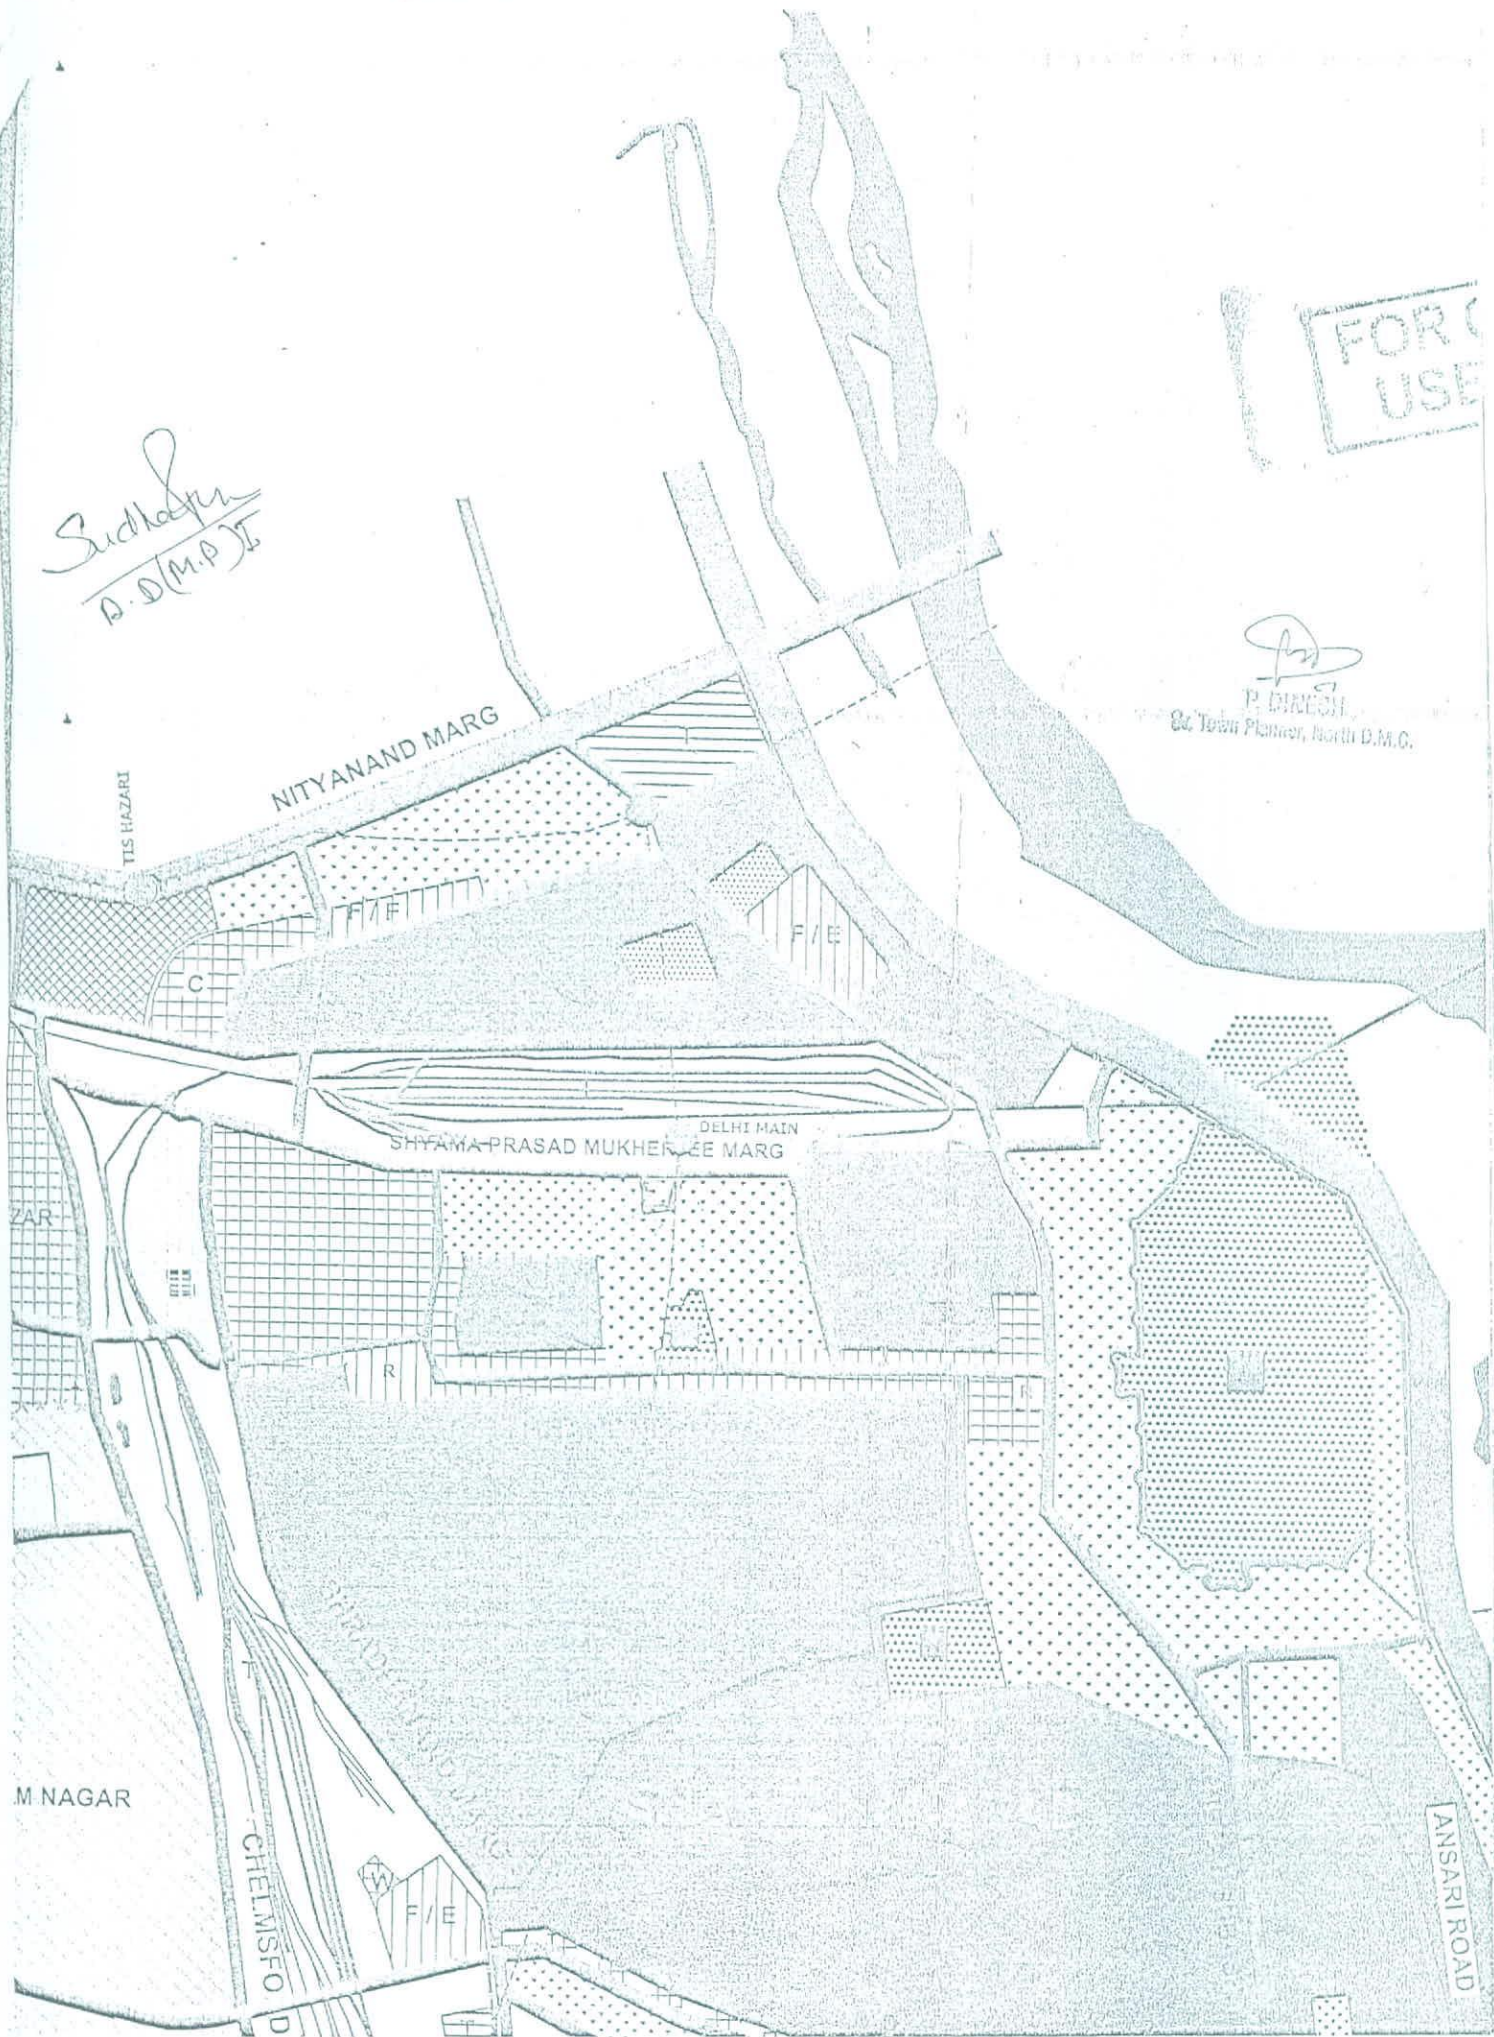 FOR
USE
Sudha
A.D(M.P)I
P. DINESH
Sr. Town Planner, North D.M.C.
NITYANAND MARG
TIS HAZARI
T
F / E
F / E
C
DELHI MAIN
SHYAMA PRASAD MUKHERJEE MARG
ZAR
R
T
M NAGAR
CHELMSFO D
W
F / E
ANSARI ROAD